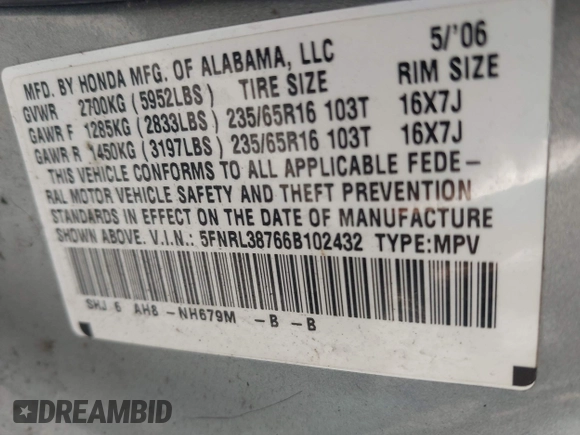 MFD. BY HONDA MFG. OF ALABAMA, LLC 5/'06
GVWR 2700KG (5952LBS) TIRE SIZE RIM SIZE
GAWR F 1285KG (2833LBS) 235/65R16 103T 16X7J
GAWR R 1450KG (3197LBS) 235/65R16 103T 16X7J
THIS VEHICLE CONFORMS TO ALL APPLICABLE FEDE-
RAL MOTOR VEHICLE SAFETY AND THEFT PREVENTION
STANDARDS IN EFFECT ON THE DATE OF MANUFACTURE
SHOWN ABOVE. V.I.N.: 5FNRL38766B102432 TYPE:MPV
SHJ 6 AH8 -NH679M -B -B
DREAMBID